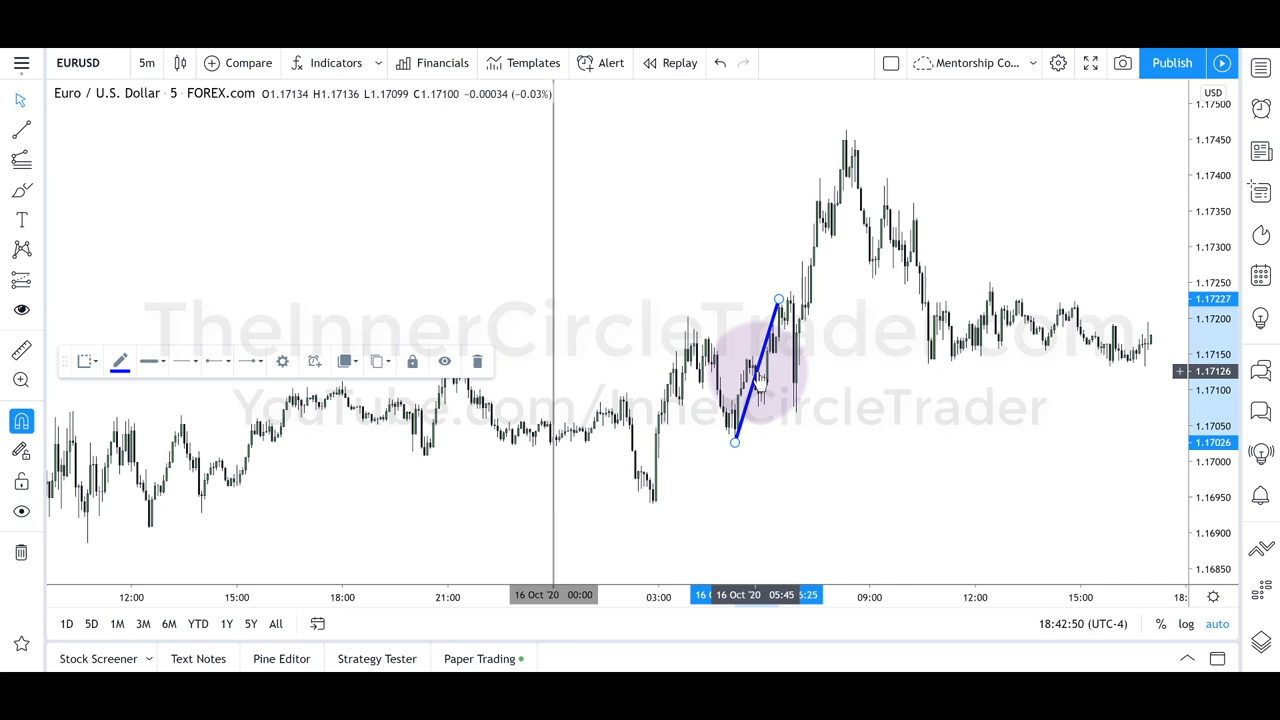 EURUSD 5m Compare Indicators Financials Templates Alert Replay Mentorship Co... Publish
Euro / U.S. Dollar · 5 · FOREX.com O1.17134 H1.17136 L1.17099 C1.17100 −0.00034 (−0.03%)
USD
1.17500
1.17450
1.17400
1.17350
1.17300
1.17250
1.17227
1.17200
TheInnerCircleTrader.com
1.17150
1.17126
1.17100
YouTube.com/InnerCircleTrader
1.17050
1.17026
1.17000
1.16950
1.16900
1.16850
12:00 15:00 18:00 21:00 16 Oct '20 00:00 03:00 16 16 Oct '20 05:45 6:25 09:00 12:00 15:00 18:
1D 5D 1M 3M 6M YTD 1Y 5Y All 18:42:50 (UTC-4) % log auto
Stock Screener Text Notes Pine Editor Strategy Tester Paper Trading